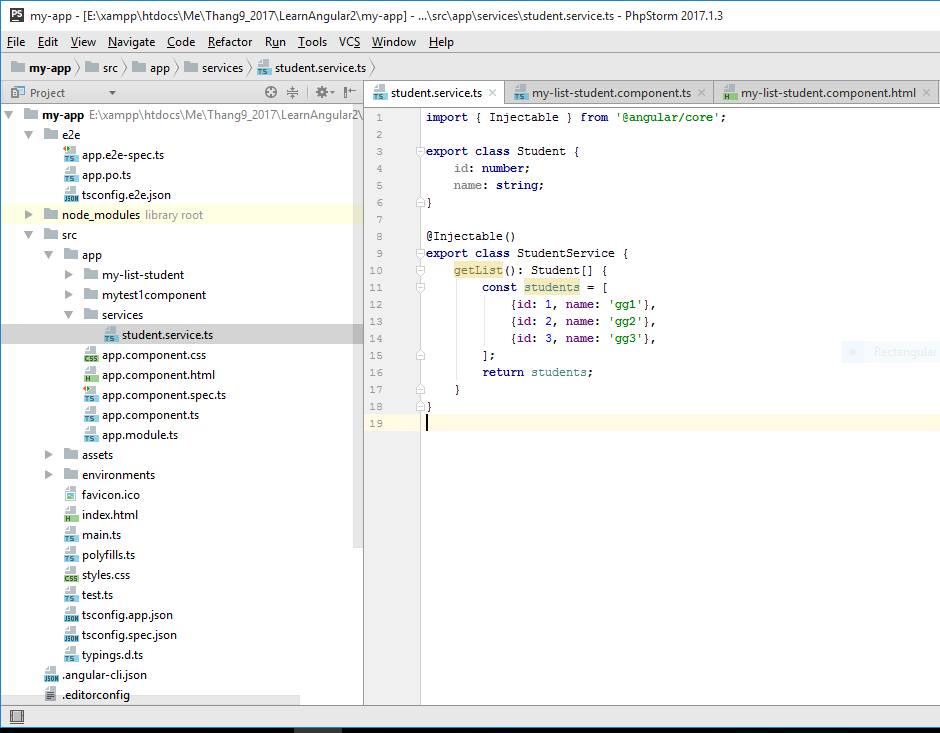 PS my-app - [E:\xampp\htdocs\Me\Thang9_2017\LearnAngular2\my-app] - ...\src\app\services\student.service.ts - PhpStorm 2017.1.3
File Edit View Navigate Code Refactor Run Tools VCS Window Help
my-app src app services student.service.ts
Project
student.service.ts my-list-student.component.ts my-list-student.component.html
my-app E:\xampp\htdocs\Me\Thang9_2017\LearnAngular2\
e2e
app.e2e-spec.ts
app.po.ts
tsconfig.e2e.json
node_modules library root
src
app
my-list-student
mytest1component
services
student.service.ts
app.component.css
app.component.html
app.component.spec.ts
app.component.ts
app.module.ts
assets
environments
favicon.ico
index.html
main.ts
polyfills.ts
styles.css
test.ts
tsconfig.app.json
tsconfig.spec.json
typings.d.ts
.angular-cli.json
.editorconfig
1 import { Injectable } from '@angular/core';
2
3 export class Student {
4 id: number;
5 name: string;
6 }
7
8 @Injectable()
9 export class StudentService {
10 getList(): Student[] {
11 const students = [
12 {id: 1, name: 'gg1'},
13 {id: 2, name: 'gg2'},
14 {id: 3, name: 'gg3'},
15 ];
16 return students;
17 }
18 }
19
Rectangular